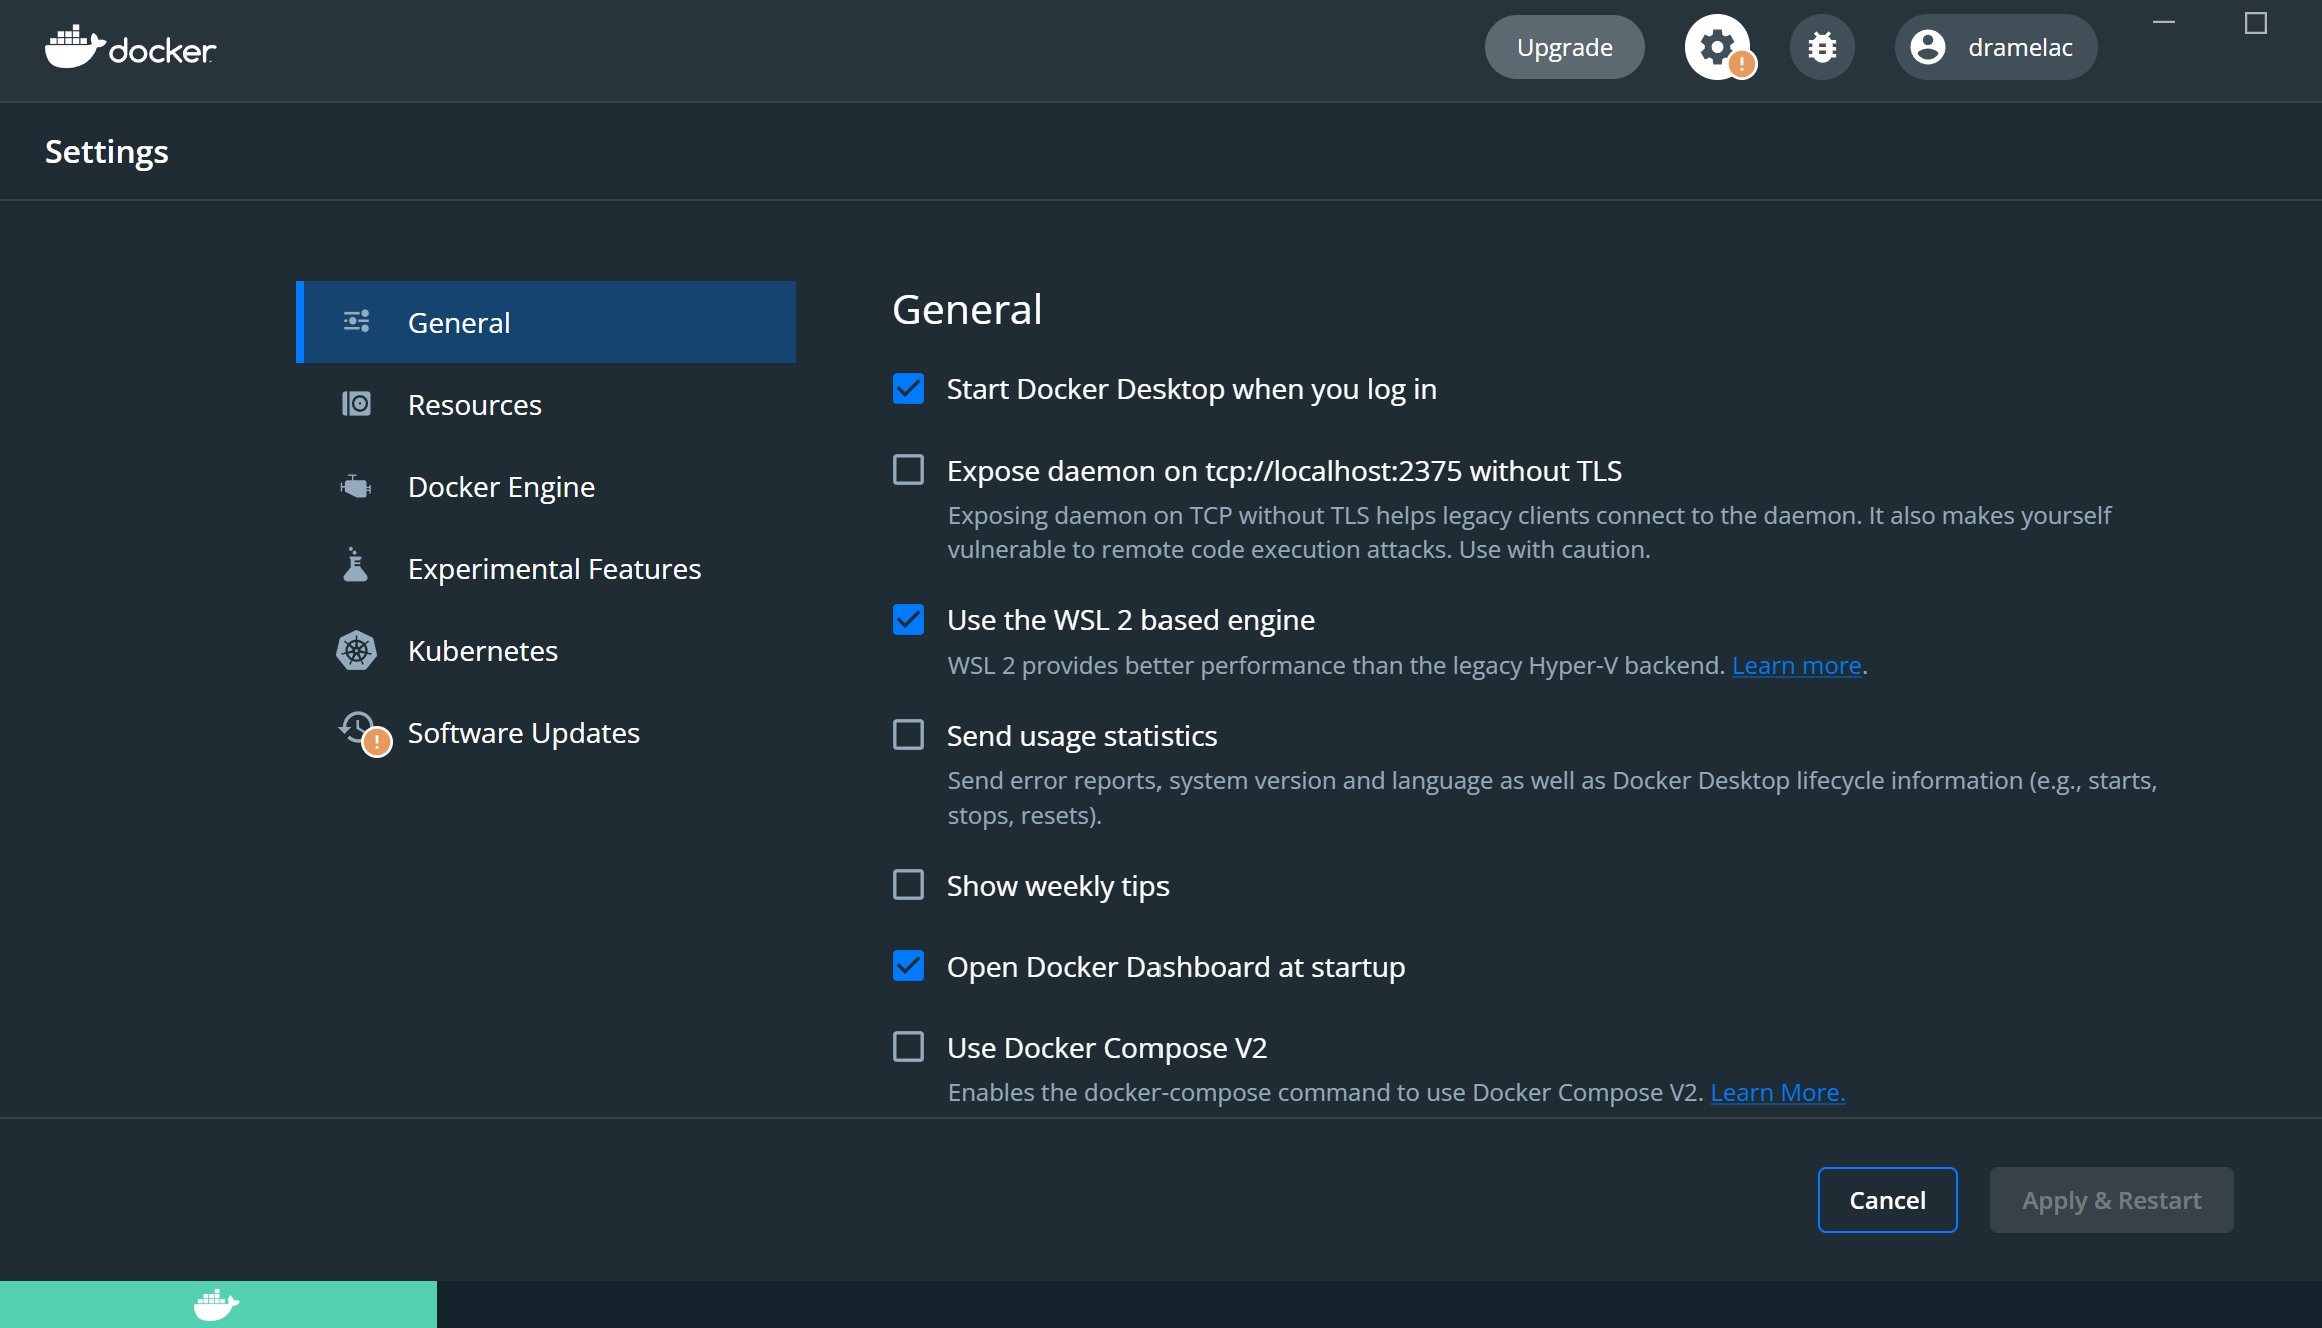 docker
Upgrade
dramelac
Settings
General
Resources
Docker Engine
Experimental Features
Kubernetes
Software Updates
General
Start Docker Desktop when you log in
Expose daemon on tcp://localhost:2375 without TLS
Exposing daemon on TCP without TLS helps legacy clients connect to the daemon. It also makes yourself
vulnerable to remote code execution attacks. Use with caution.
Use the WSL 2 based engine
WSL 2 provides better performance than the legacy Hyper-V backend. Learn more.
Send usage statistics
Send error reports, system version and language as well as Docker Desktop lifecycle information (e.g., starts,
stops, resets).
Show weekly tips
Open Docker Dashboard at startup
Use Docker Compose V2
Enables the docker-compose command to use Docker Compose V2. Learn More.
Cancel
Apply & Restart